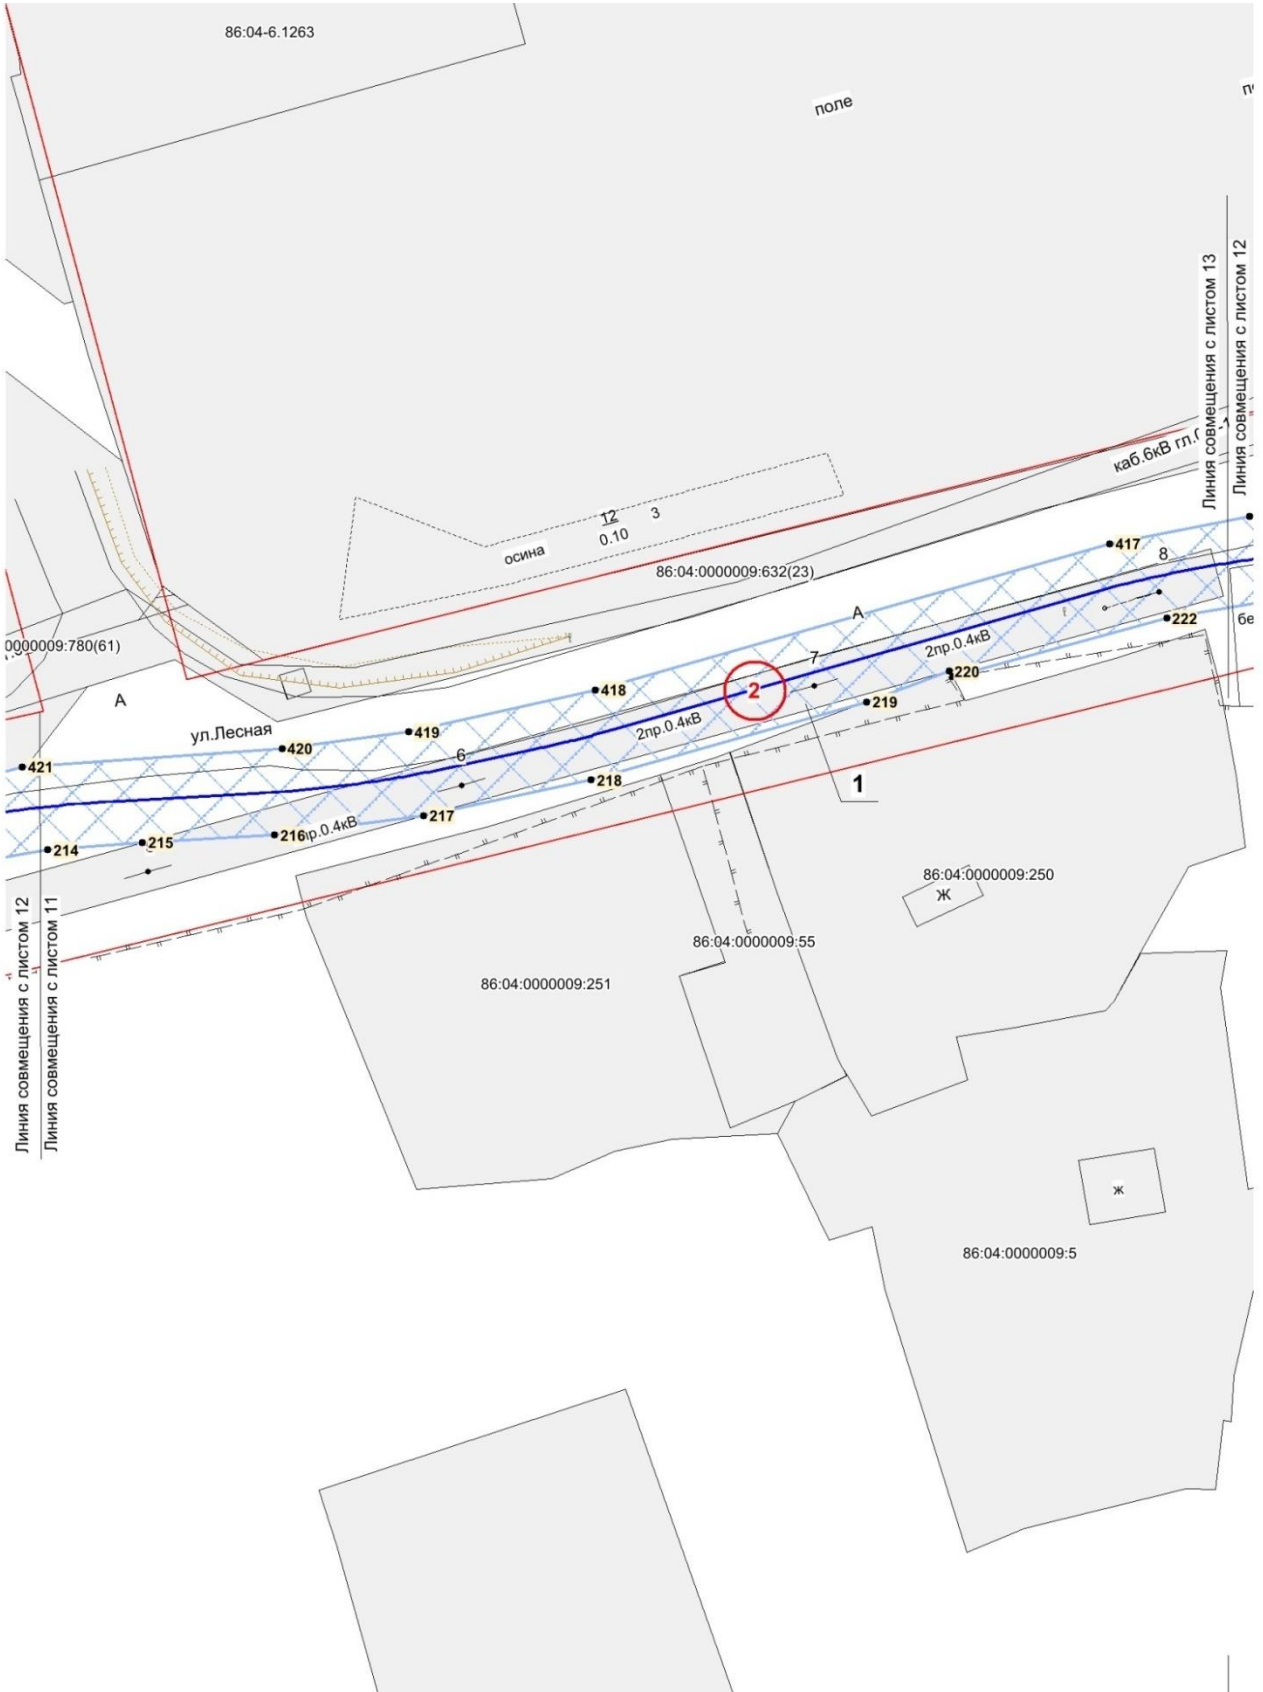 86:04-6.1263
поле
Линия совмещения с листом 13
Линия совмещения с листом 12
каб.6кВ гл.
12
0.10
3
осина
86:04:0000009:632(23)
417
8
А
222
2пр.0.4кВ
7
0000009:780(61)
220
418
2
219
А
2пр.0.4кВ
ул.Лесная
419
420
6
421
218
1
217
216
пр.0.4кВ
215
214
86:04:0000009:250
Ж
Линия совмещения с листом 12
Линия совмещения с листом 11
86:04:0000009:55
86:04:0000009:251
ж
86:04:0000009:5